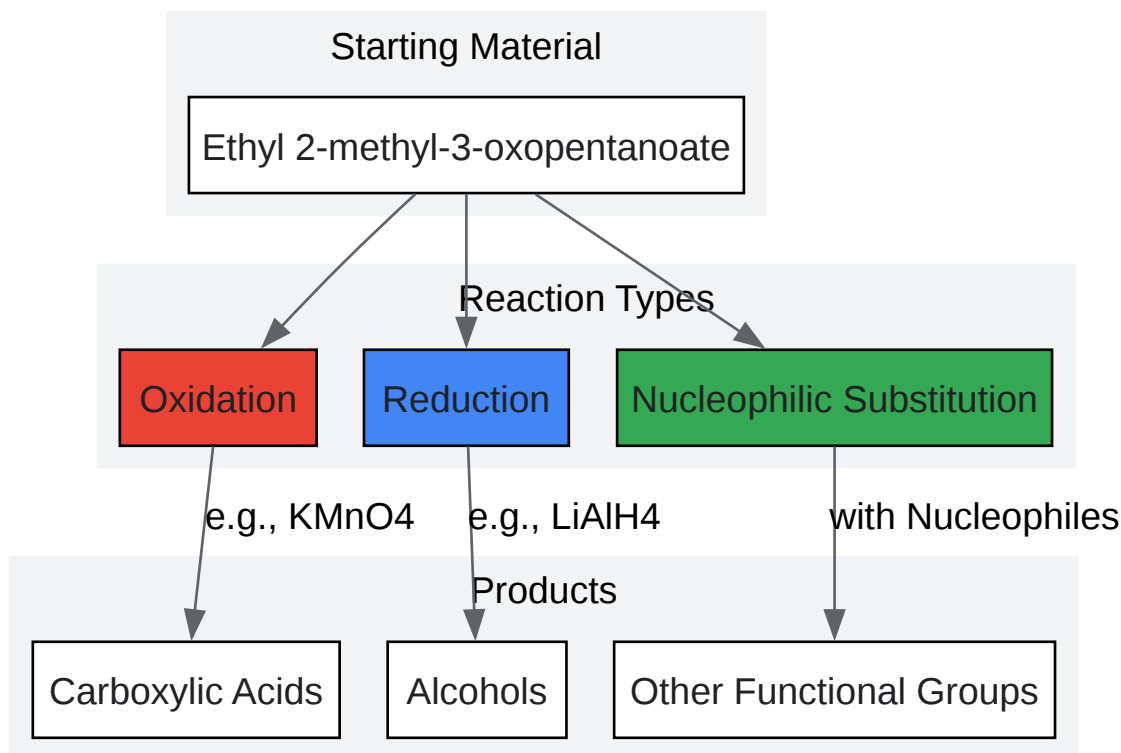 Starting Material
Ethyl 2-methyl-3-oxopentanoate
Reaction Types
Oxidation
Reduction
Nucleophilic Substitution
e.g., KMnO4
e.g., LiAlH4
with Nucleophiles
Products
Carboxylic Acids
Alcohols
Other Functional Groups